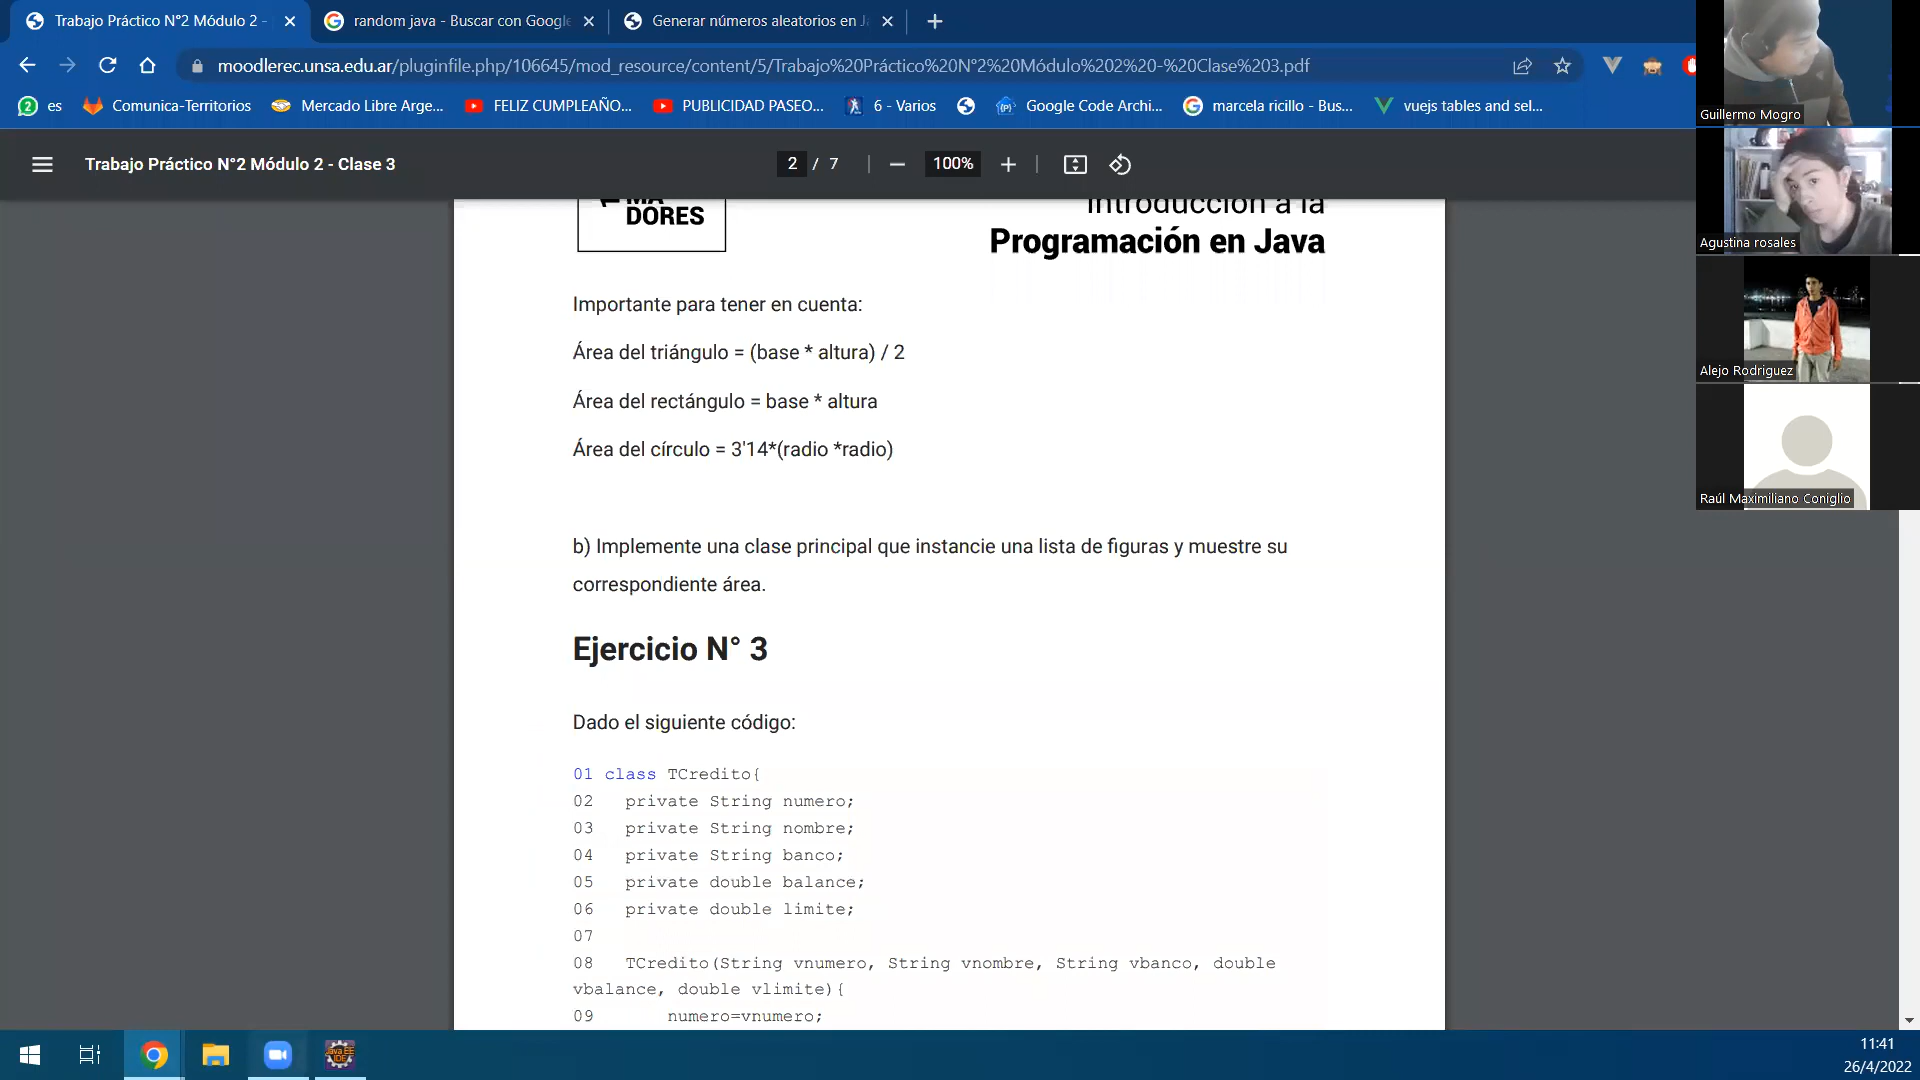 Trabajo Práctico N°2 Módulo 2 -
random java - Buscar con Google
Generar números aleatorios en Ja
moodlerec.unsa.edu.ar/pluginfile.php/106645/mod_resource/content/5/Trabajo%20Práctico%20N°2%20Módulo%202%20-%20Clase%203.pdf
2 es
Comunica-Territorios
Mercado Libre Arge...
FELIZ CUMPLEAÑO...
PUBLICIDAD PASEO...
6 - Varios
Google Code Archi...
marcela ricillo - Bus...
vuejs tables and sel...
Trabajo Práctico N°2 Módulo 2 - Clase 3
2 / 7
100%
MA
DORES
Introducción a la
Programación en Java
Importante para tener en cuenta:
Área del triángulo = (base * altura) / 2
Área del rectángulo = base * altura
Área del círculo = 3'14*(radio *radio)
b) Implemente una clase principal que instancie una lista de figuras y muestre su
correspondiente área.
Ejercicio N° 3
Dado el siguiente código:
01 class TCredito{
02 private String numero;
03 private String nombre;
04 private String banco;
05 private double balance;
06 private double limite;
07
08 TCredito(String vnumero, String vnombre, String vbanco, double
vbalance, double vlimite){
09 numero=vnumero;
Guillermo Mogro
Agustina rosales
Alejo Rodriguez
Raúl Maximiliano Coniglio
Java EE
IDE
11:41
26/4/2022